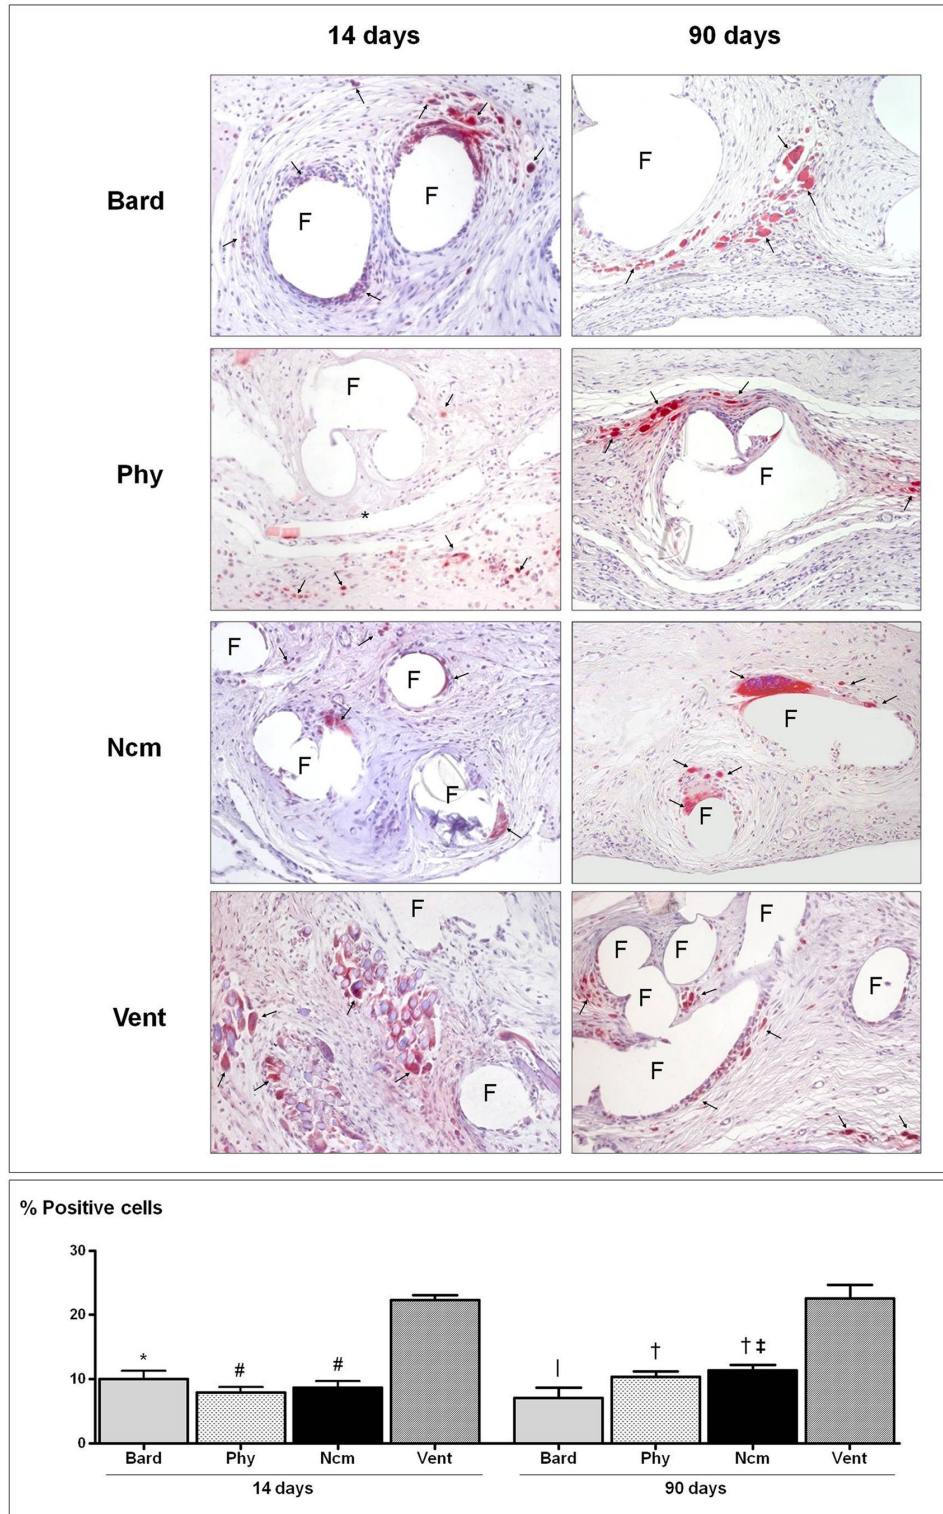 14 days 90 days
Bard
F F F
Phy
F * F
Ncm
F F F F F F
Vent
F F F F F F F F
% Positive cells
30
20
10
0
* # # | † † ‡
Bard Phy Ncm Vent Bard Phy Ncm Vent
14 days 90 days